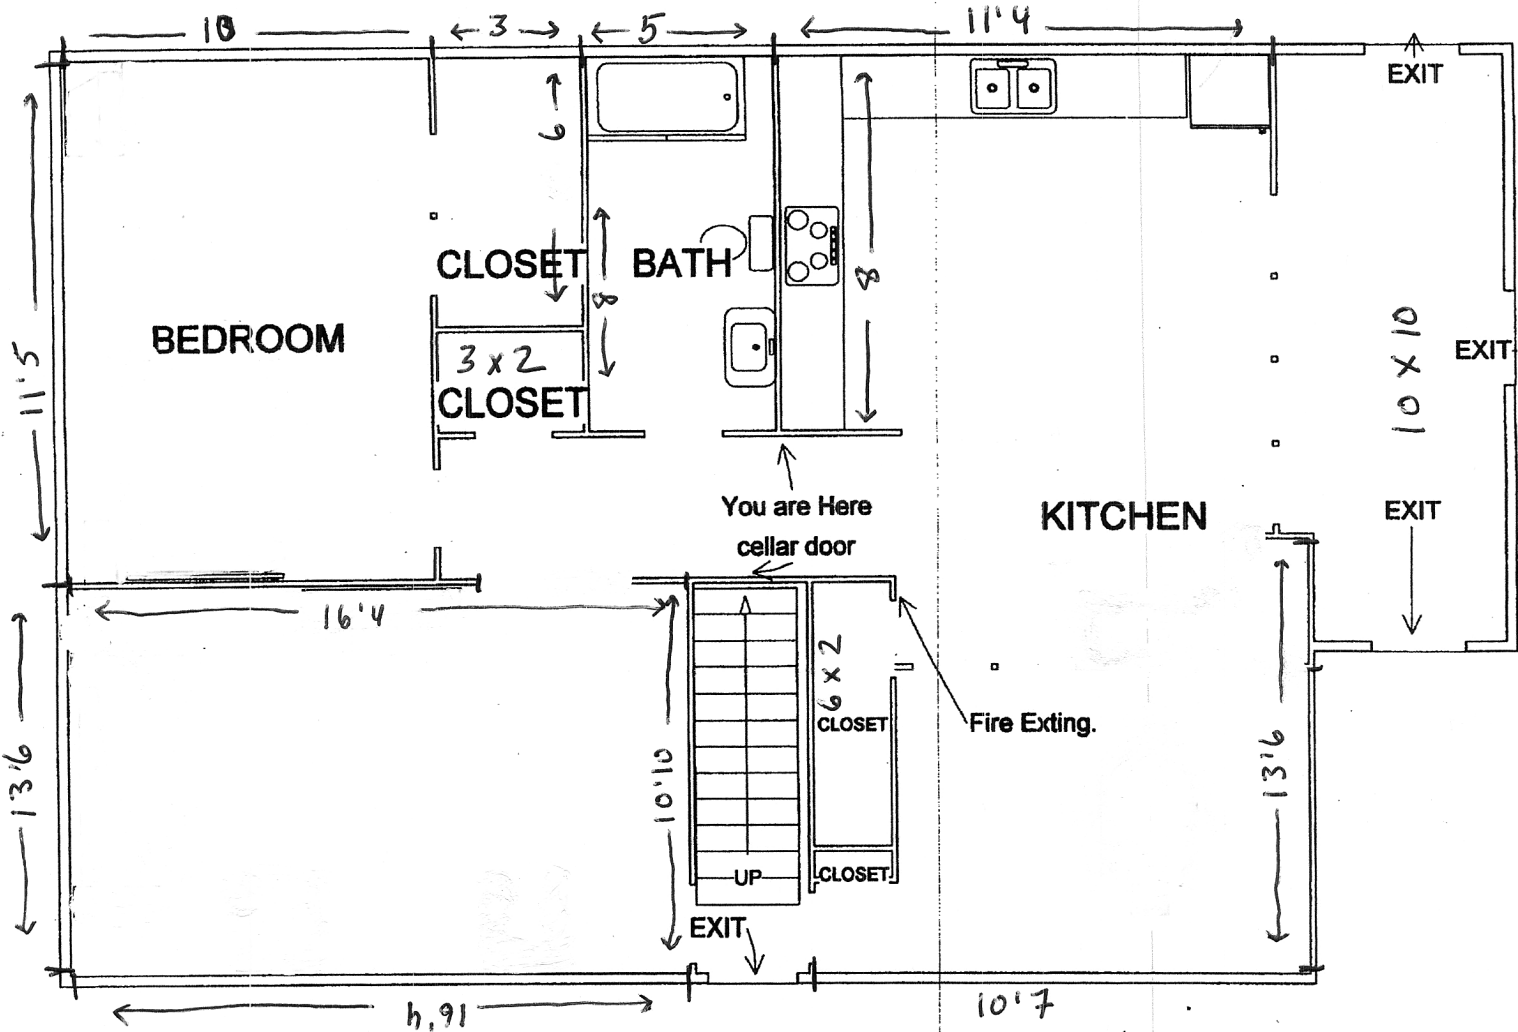 10
3
5
11'4
EXIT
6
CLOSET
BATH
8
8
BEDROOM
3 x 2
CLOSET
EXIT
10 x 10
11'5
You are Here
cellar door
KITCHEN
EXIT
16'4
6 x 2
CLOSET
Fire Exting.
13'6
10'10
13'6
UP
CLOSET
EXIT
16'4
10'7